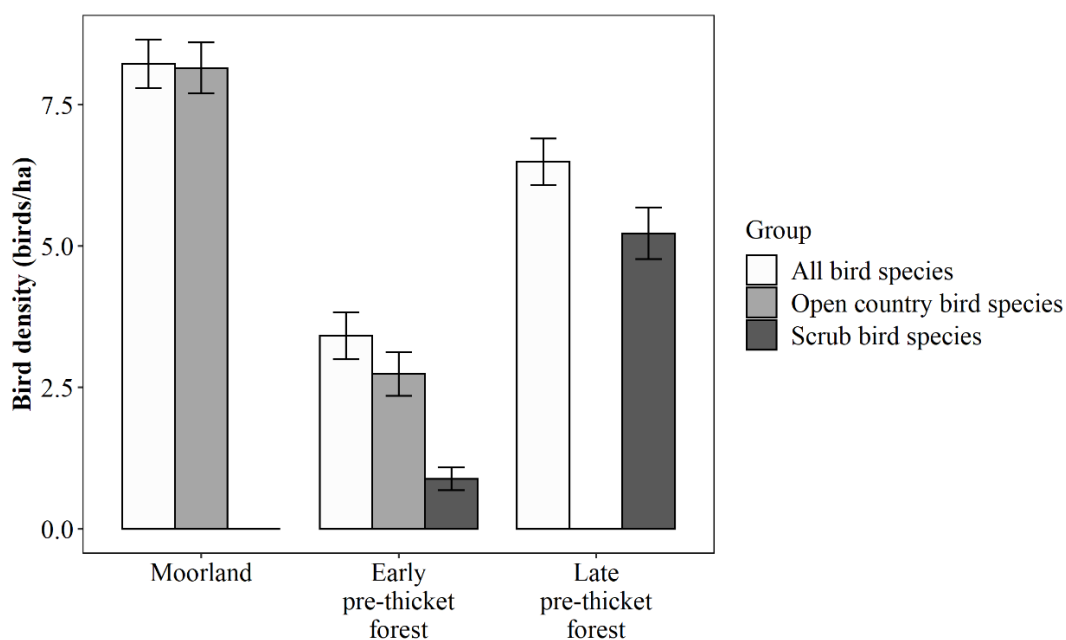 Bird density (birds/ha)
7.5
5.0
2.5
0.0
Moorland
Early
pre-thicket
forest
Late
pre-thicket
forest
Group
All bird species
Open country bird species
Scrub bird species